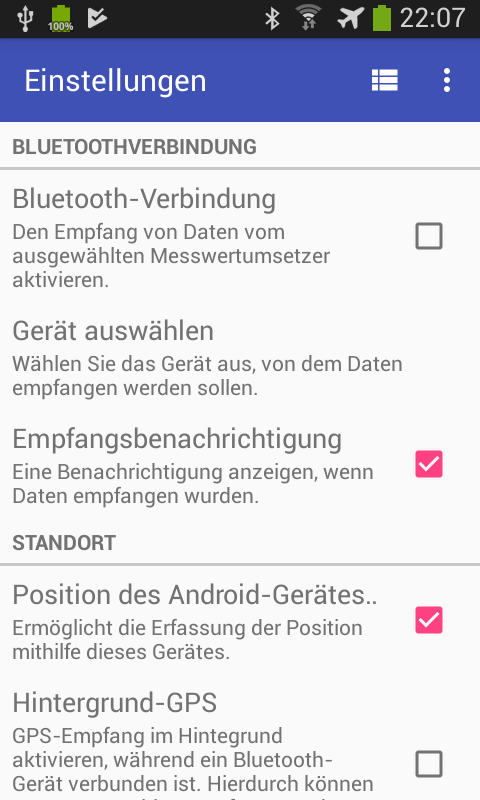 100%
22:07
Einstellungen
BLUETOOTHVERBINDUNG
Bluetooth-Verbindung
Den Empfang von Daten vom
ausgewählten Messwertumsetzer
aktivieren.
Gerät auswählen
Wählen Sie das Gerät aus, von dem Daten
empfangen werden sollen.
Empfangsbenachrichtigung
Eine Benachrichtigung anzeigen, wenn
Daten empfangen wurden.
STANDORT
Position des Android-Gerätes..
Ermöglicht die Erfassung der Position
mithilfe dieses Gerätes.
Hintergrund-GPS
GPS-Empfang im Hintegrund
aktivieren, während ein Bluetooth-
Gerät verbunden ist. Hierdurch können